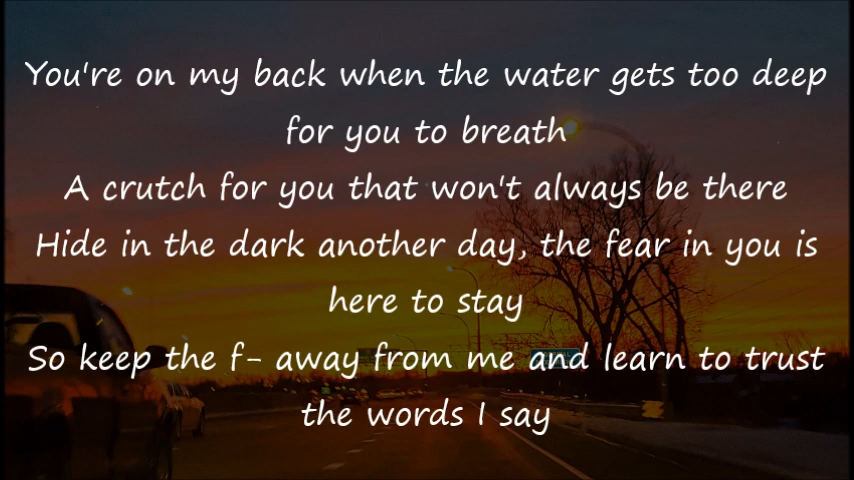 You're on my back when the water gets too deep
for you to breath
A crutch for you that won't always be there
Hide in the dark another day, the fear in you is
here to stay
So keep the f- away from me and learn to trust
the words I say